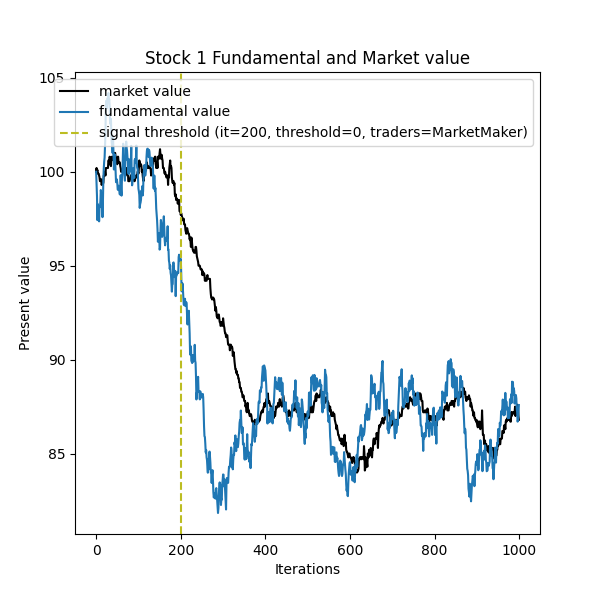 Stock 1 Fundamental and Market value
market value
fundamental value
signal threshold (it=200, threshold=0, traders=MarketMaker)
105
100
95
90
85
Present value
0 200 400 600 800 1000
Iterations